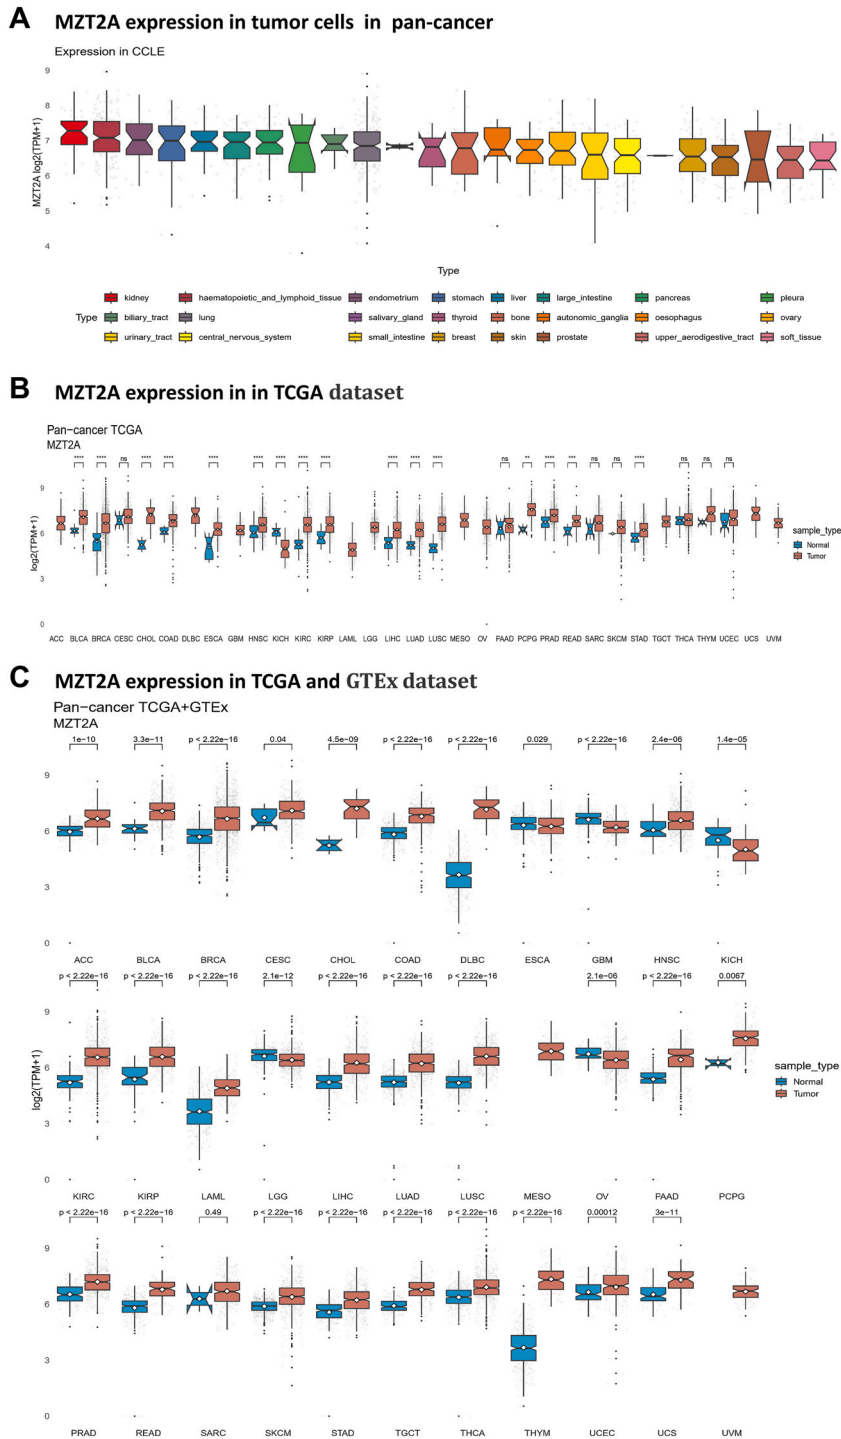 A MZT2A expression in tumor cells in pan-cancer
Expression in CCLE
9
8
7
6
5
4
MZT2A log2(TPM+1)
Type
Type
kidney haematopoietic_and_lymphoid_tissue endometrium stomach liver large_intestine pancreas pleura
biliary_tract lung salivary_gland thyroid bone autonomic_ganglia oesophagus ovary
urinary_tract central_nervous_system small_intestine breast skin prostate upper_aerodigestive_tract soft_tissue
B MZT2A expression in in TCGA dataset
Pan-cancer TCGA
MZT2A
**** **** ns **** **** **** **** **** **** **** **** **** **** ns ** **** *** ns ns **** ns ns ns
9
6
3
0
log2(TPM+1)
sample_type
Normal
Tumor
ACC BLCA BRCA CESC CHOL COAD DLBC ESCA GBM HNSC KICH KIRC KIRP LAML LGG LIHC LUAD LUSC MESO OV PAAD PCPG PRAD READ SARC SKCM STAD TGCT THCA THYM UCEC UCS UVM
C MZT2A expression in TCGA and GTEx dataset
Pan-cancer TCGA+GTEx
MZT2A
1e-10 3.3e-11 p < 2.22e-16 0.04 4.5e-09 p < 2.22e-16 p < 2.22e-16 0.029 p < 2.22e-16 2.4e-06 1.4e-05
9
6
3
0
ACC BLCA BRCA CESC CHOL COAD DLBC ESCA GBM HNSC KICH
p < 2.22e-16 p < 2.22e-16 p < 2.22e-16 2.1e-12 p < 2.22e-16 p < 2.22e-16 p < 2.22e-16 2.1e-06 p < 2.22e-16 0.0067
9
6
3
0
log2(TPM+1)
sample_type
Normal
Tumor
KIRC KIRP LAML LGG LIHC LUAD LUSC MESO OV PAAD PCPG
p < 2.22e-16 p < 2.22e-16 0.49 p < 2.22e-16 p < 2.22e-16 p < 2.22e-16 p < 2.22e-16 p < 2.22e-16 0.00012 3e-11
9
6
3
0
PRAD READ SARC SKCM STAD TGCT THCA THYM UCEC UCS UVM